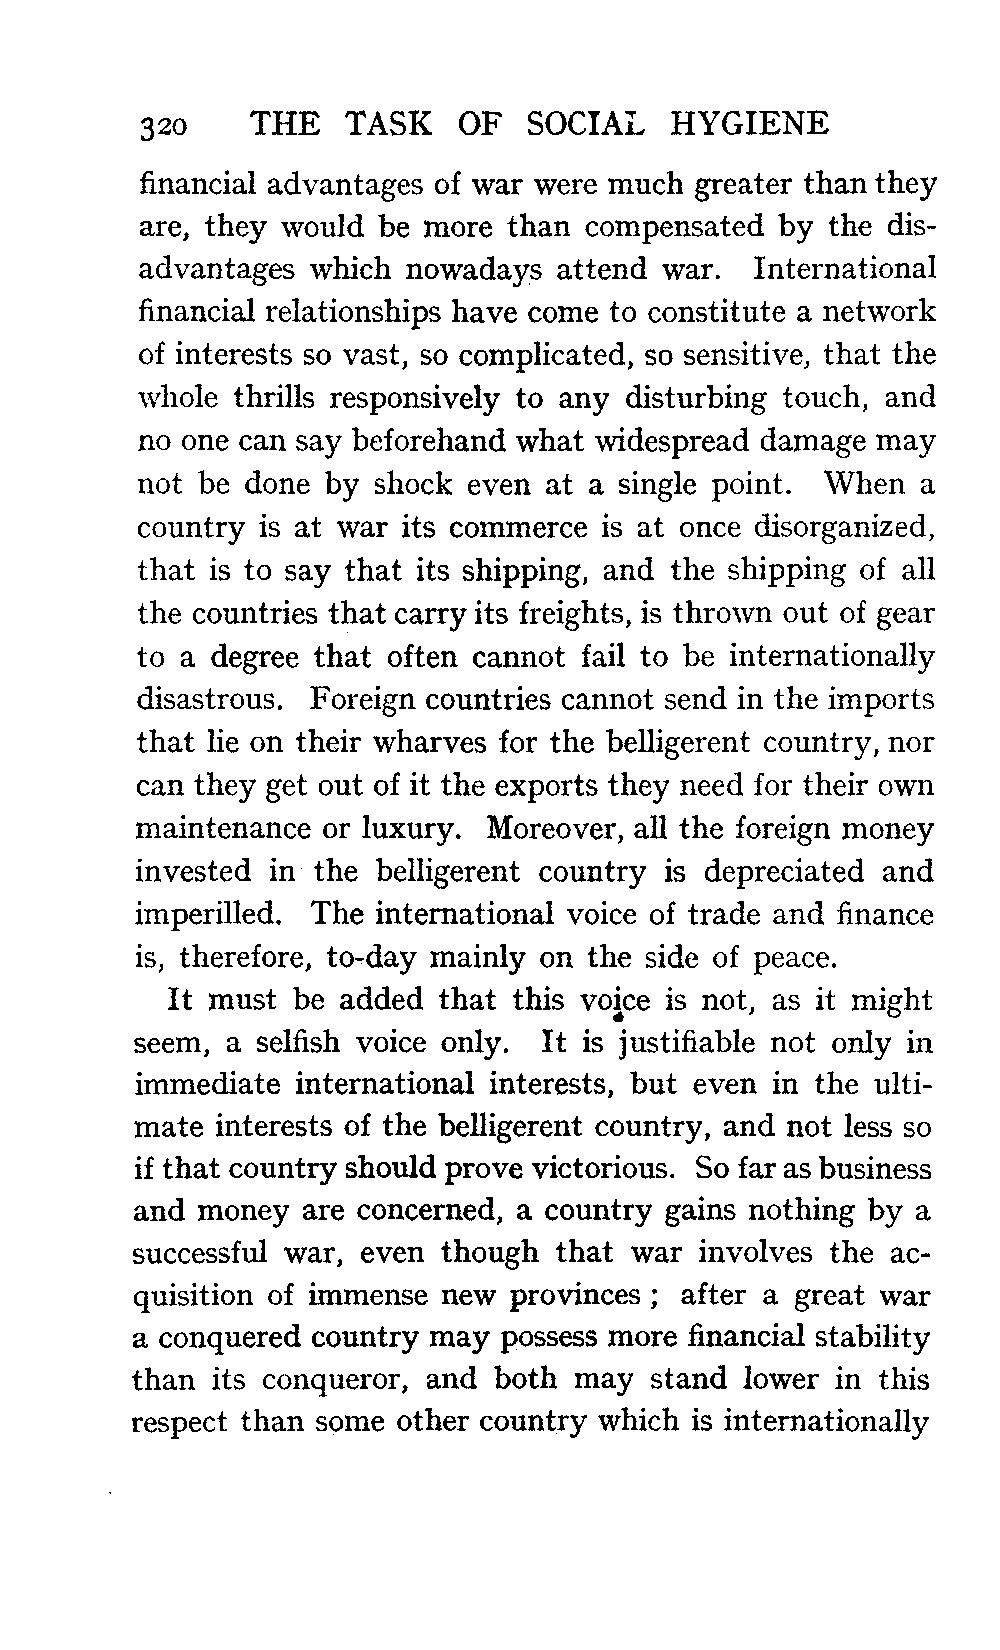 320 THE TASK OF SOCIAL HYGIENE
financial advantages of war were much greater than they
are, they would be more than compensated by the dis-
advantages which nowadays attend war. International
financial relationships have come to constitute a network
of interests so vast, so complicated, so sensitive, that the
whole thrills responsively to any disturbing touch, and
no one can say beforehand what widespread damage may
not be done by shock even at a single point. When a
country is at war its commerce is at once disorganized,
that is to say that its shipping, and the shipping of all
the countries that carry its freights, is thrown out of gear
to a degree that often cannot fail to be internationally
disastrous. Foreign countries cannot send in the imports
that lie on their wharves for the belligerent country, nor
can they get out of it the exports they need for their own
maintenance or luxury. Moreover, all the foreign money
invested in the belligerent country is depreciated and
imperilled. The international voice of trade and finance
is, therefore, to-day mainly on the side of peace.
It must be added that this voice is not, as it might
seem, a selfish voice only. It is justifiable not only in
immediate international interests, but even in the ulti-
mate interests of the belligerent country, and not less so
if that country should prove victorious. So far as business
and money are concerned, a country gains nothing by a
successful war, even though that war involves the ac-
quisition of immense new provinces ; after a great war
a conquered country may possess more financial stability
than its conqueror, and both may stand lower in this
respect than some other country which is internationally